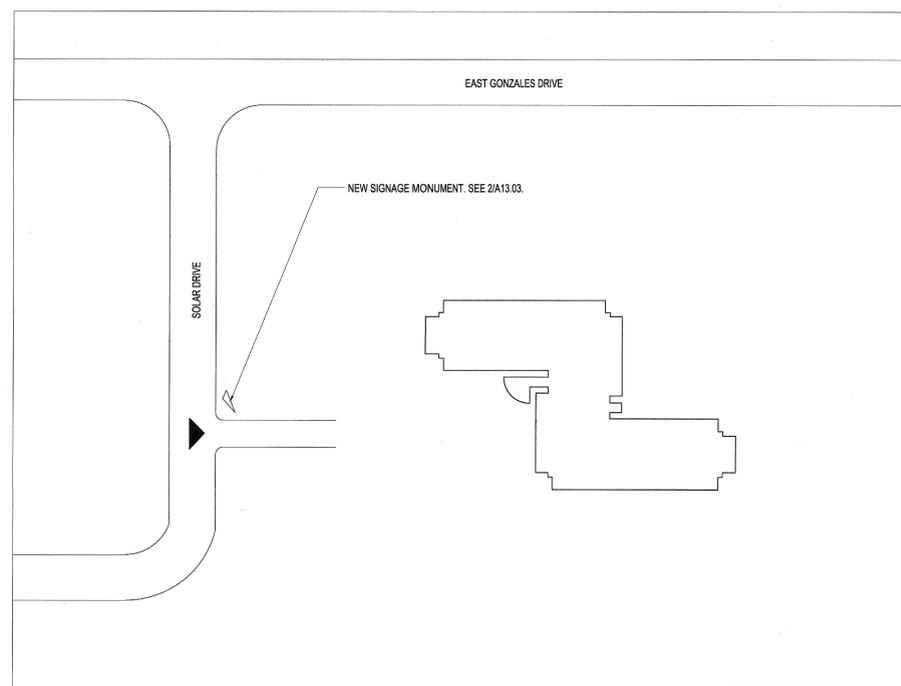 EAST GONZALES DRIVE
NEW SIGNAGE MONUMENT. SEE 2/A13.03.
SOLAR DRIVE